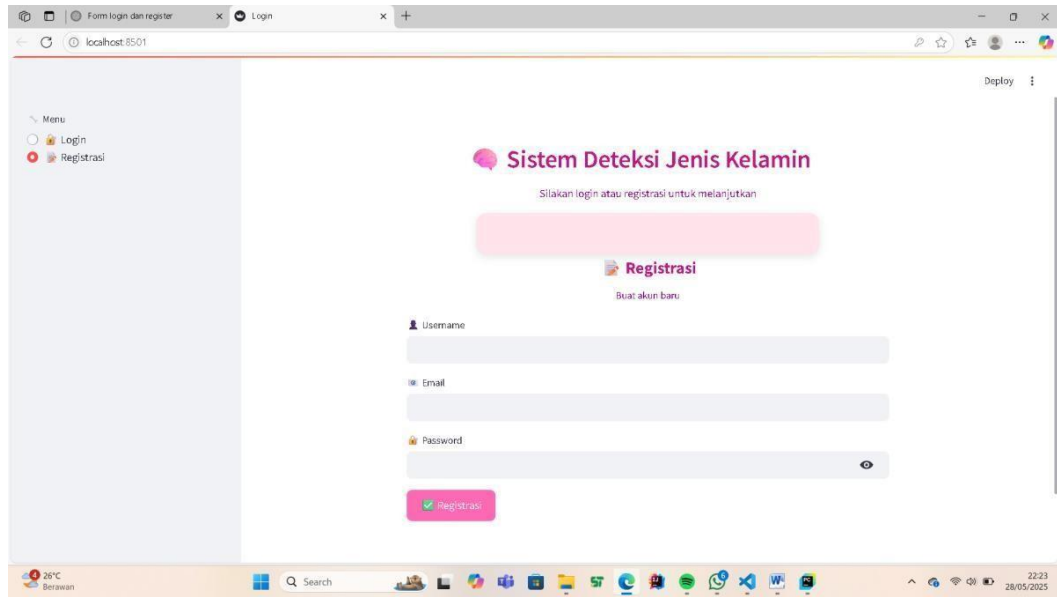 Form login dan register
Login
localhost:8501
Deploy
Menu
Login
Registrasi
Sistem Deteksi Jenis Kelamin
Silakan login atau registrasi untuk melanjutkan
Registrasi
Buat akun baru
Username
Email
Password
Registrasi
26°C
Berawan
Search
22:23
28/05/2025